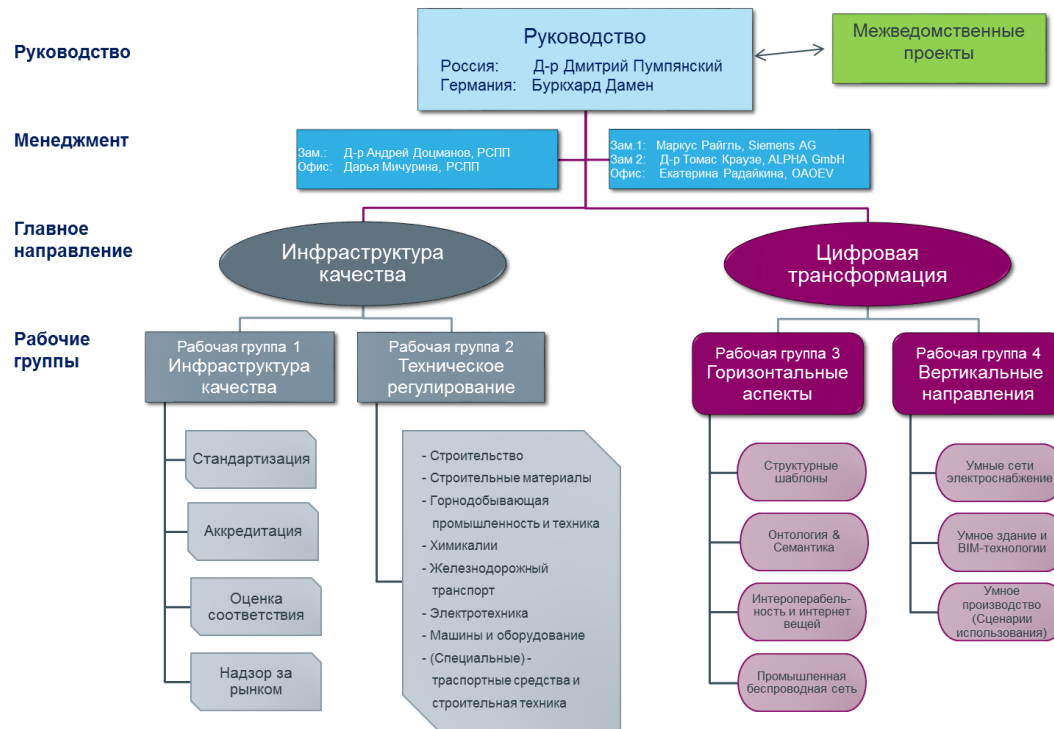 Руководство
Руководство
Россия: Д-р Дмитрий Пумпянский
Германия: Буркхард Дамен
Межведомственные
проекты
Менеджмент
Зам.: Д-р Андрей Доцманов, РСПП
Офис: Дарья Мичурина, РСПП
Зам.1: Маркус Райгль, Siemens AG
Зам 2: Д-р Томас Краузе, ALPHA GmbH
Офис: Екатерина Радайкина, OAOEV
Главное
направление
Инфраструктура
качества
Цифровая
трансформация
Рабочие
группы
Рабочая группа 1
Инфраструктура
качества
Рабочая группа 2
Техническое
регулирование
Рабочая группа 3
Горизонтальные
аспекты
Рабочая группа 4
Вертикальные
направления
Стандартизация
Аккредитация
Оценка
соответствия
Надзор за
рынком
- Строительство
- Строительные материалы
- Горнодобывающая
промышленность и техника
- Химикалии
- Железнодорожный
транспорт
- Электротехника
- Машины и оборудование
- (Специальные) -
траспортные средства и
строительная техника
Структурные
шаблоны
Онтология &
Семантика
Интероперабель-
ность и интернет
вещей
Промышленная
беспроводная сеть
Умные сети
электроснабжение
Умное здание и
BIM-технологии
Умное
производство
(Сценарии
использования)